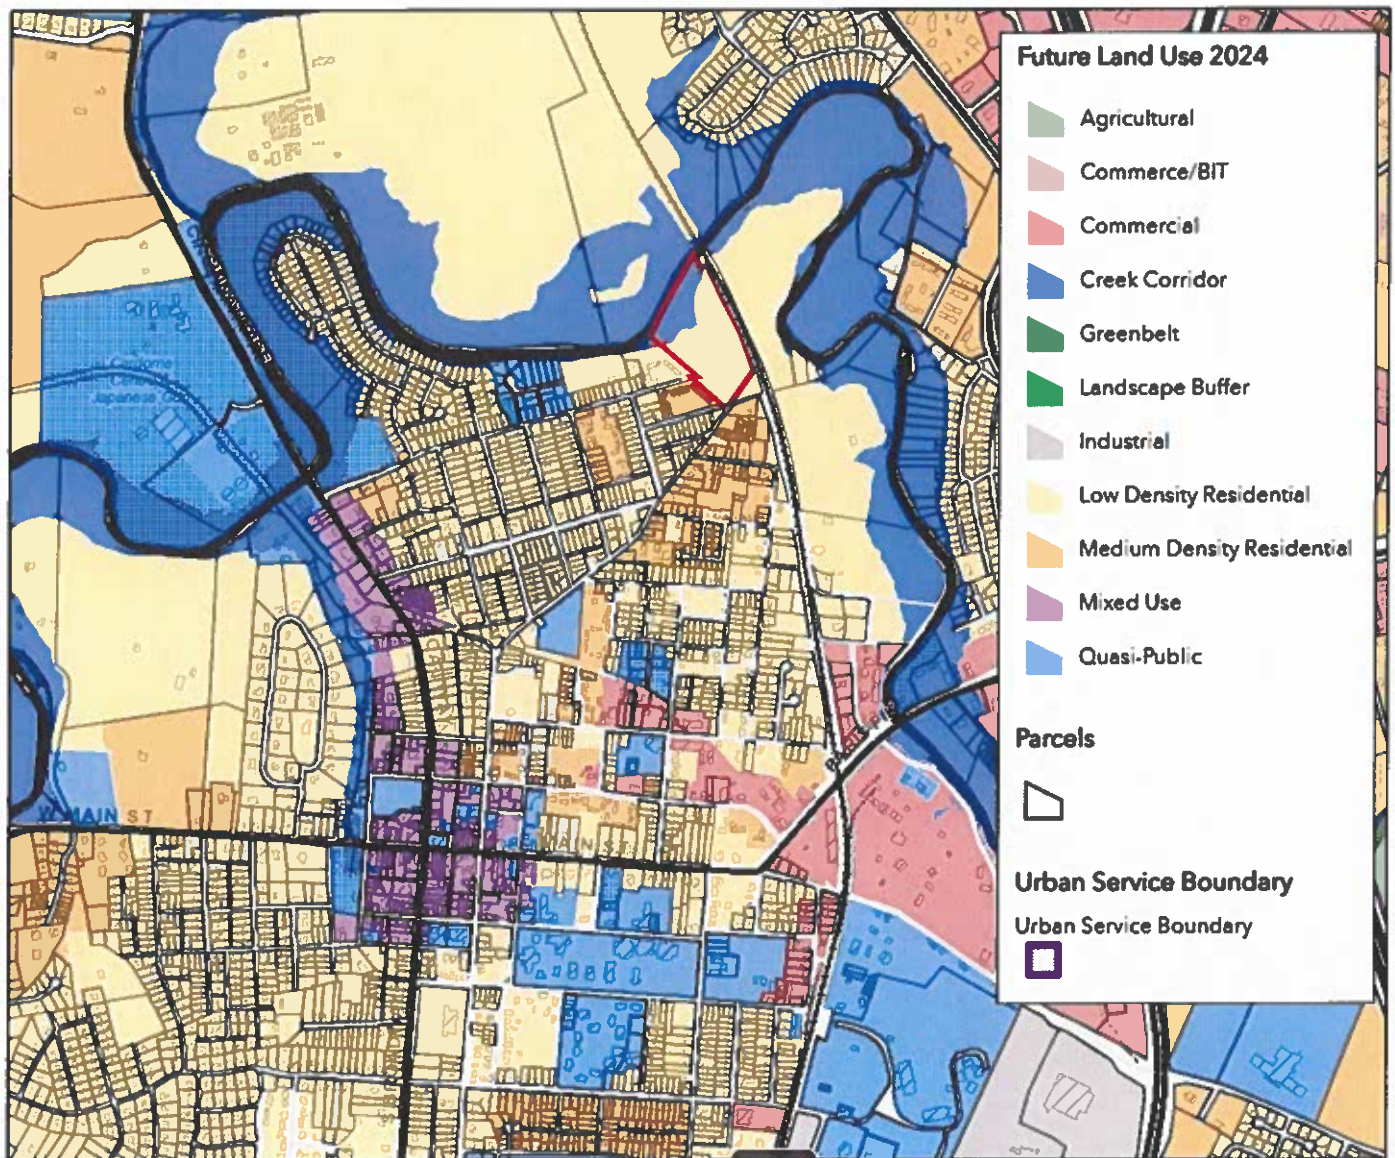 Future Land Use 2024
Agricultural
Commerce/BIT
Commercial
Creek Corridor
Greenbelt
Landscape Buffer
Industrial
Low Density Residential
Medium Density Residential
Mixed Use
Quasi-Public
Parcels
Urban Service Boundary
Urban Service Boundary
W MAIN ST
MAIN ST